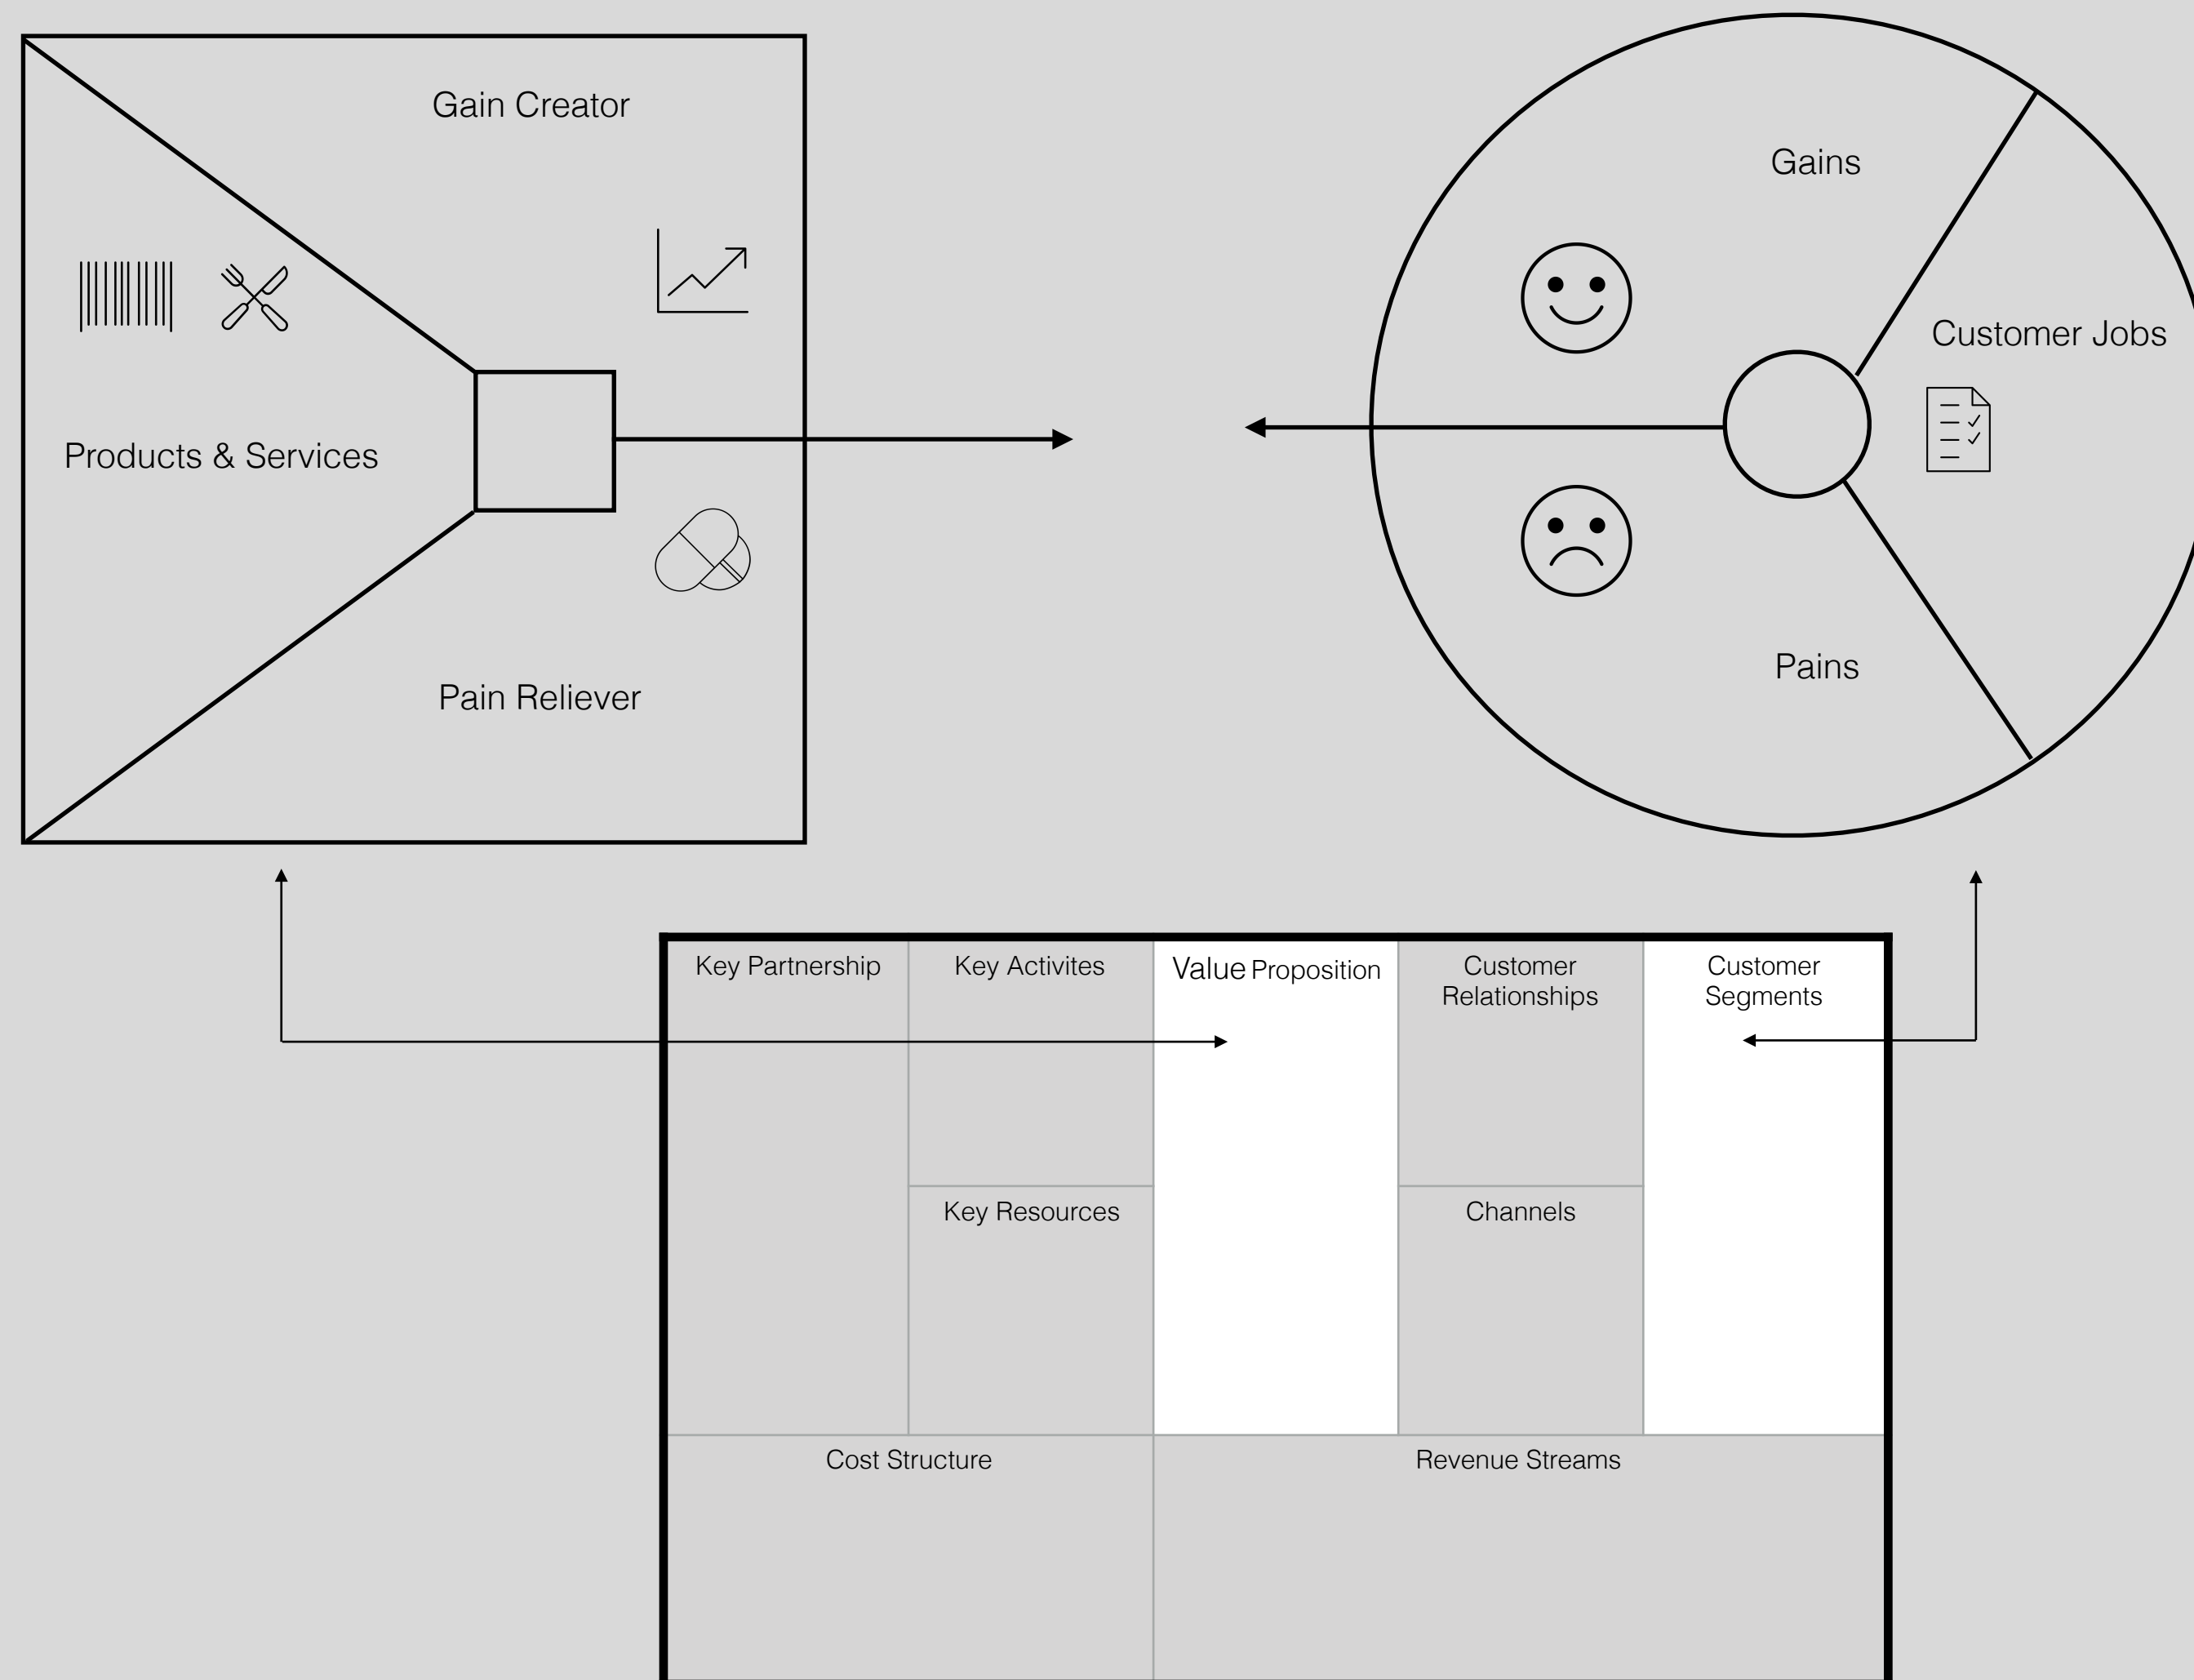 Gain Creator
Products & Services
Pain Reliever
Gains
Customer Jobs
Pains
Key Partnership
Key Activites
Value Proposition
Customer
Relationships
Customer
Segments
Key Resources
Channels
Cost Structure
Revenue Streams